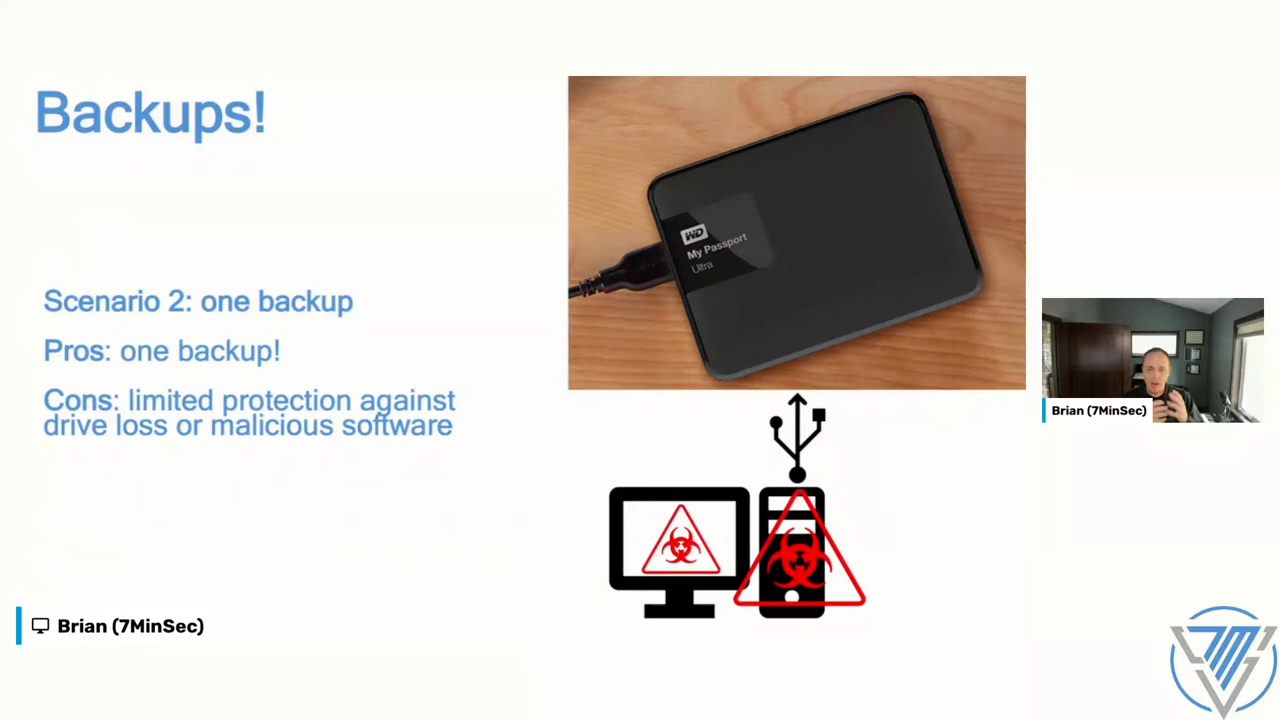 Backups!
Scenario 2: one backup
Pros: one backup!
Cons: limited protection against
drive loss or malicious software
WD
My Passport
Ultra
Brian (7MinSec)
Brian (7MinSec)
7MS